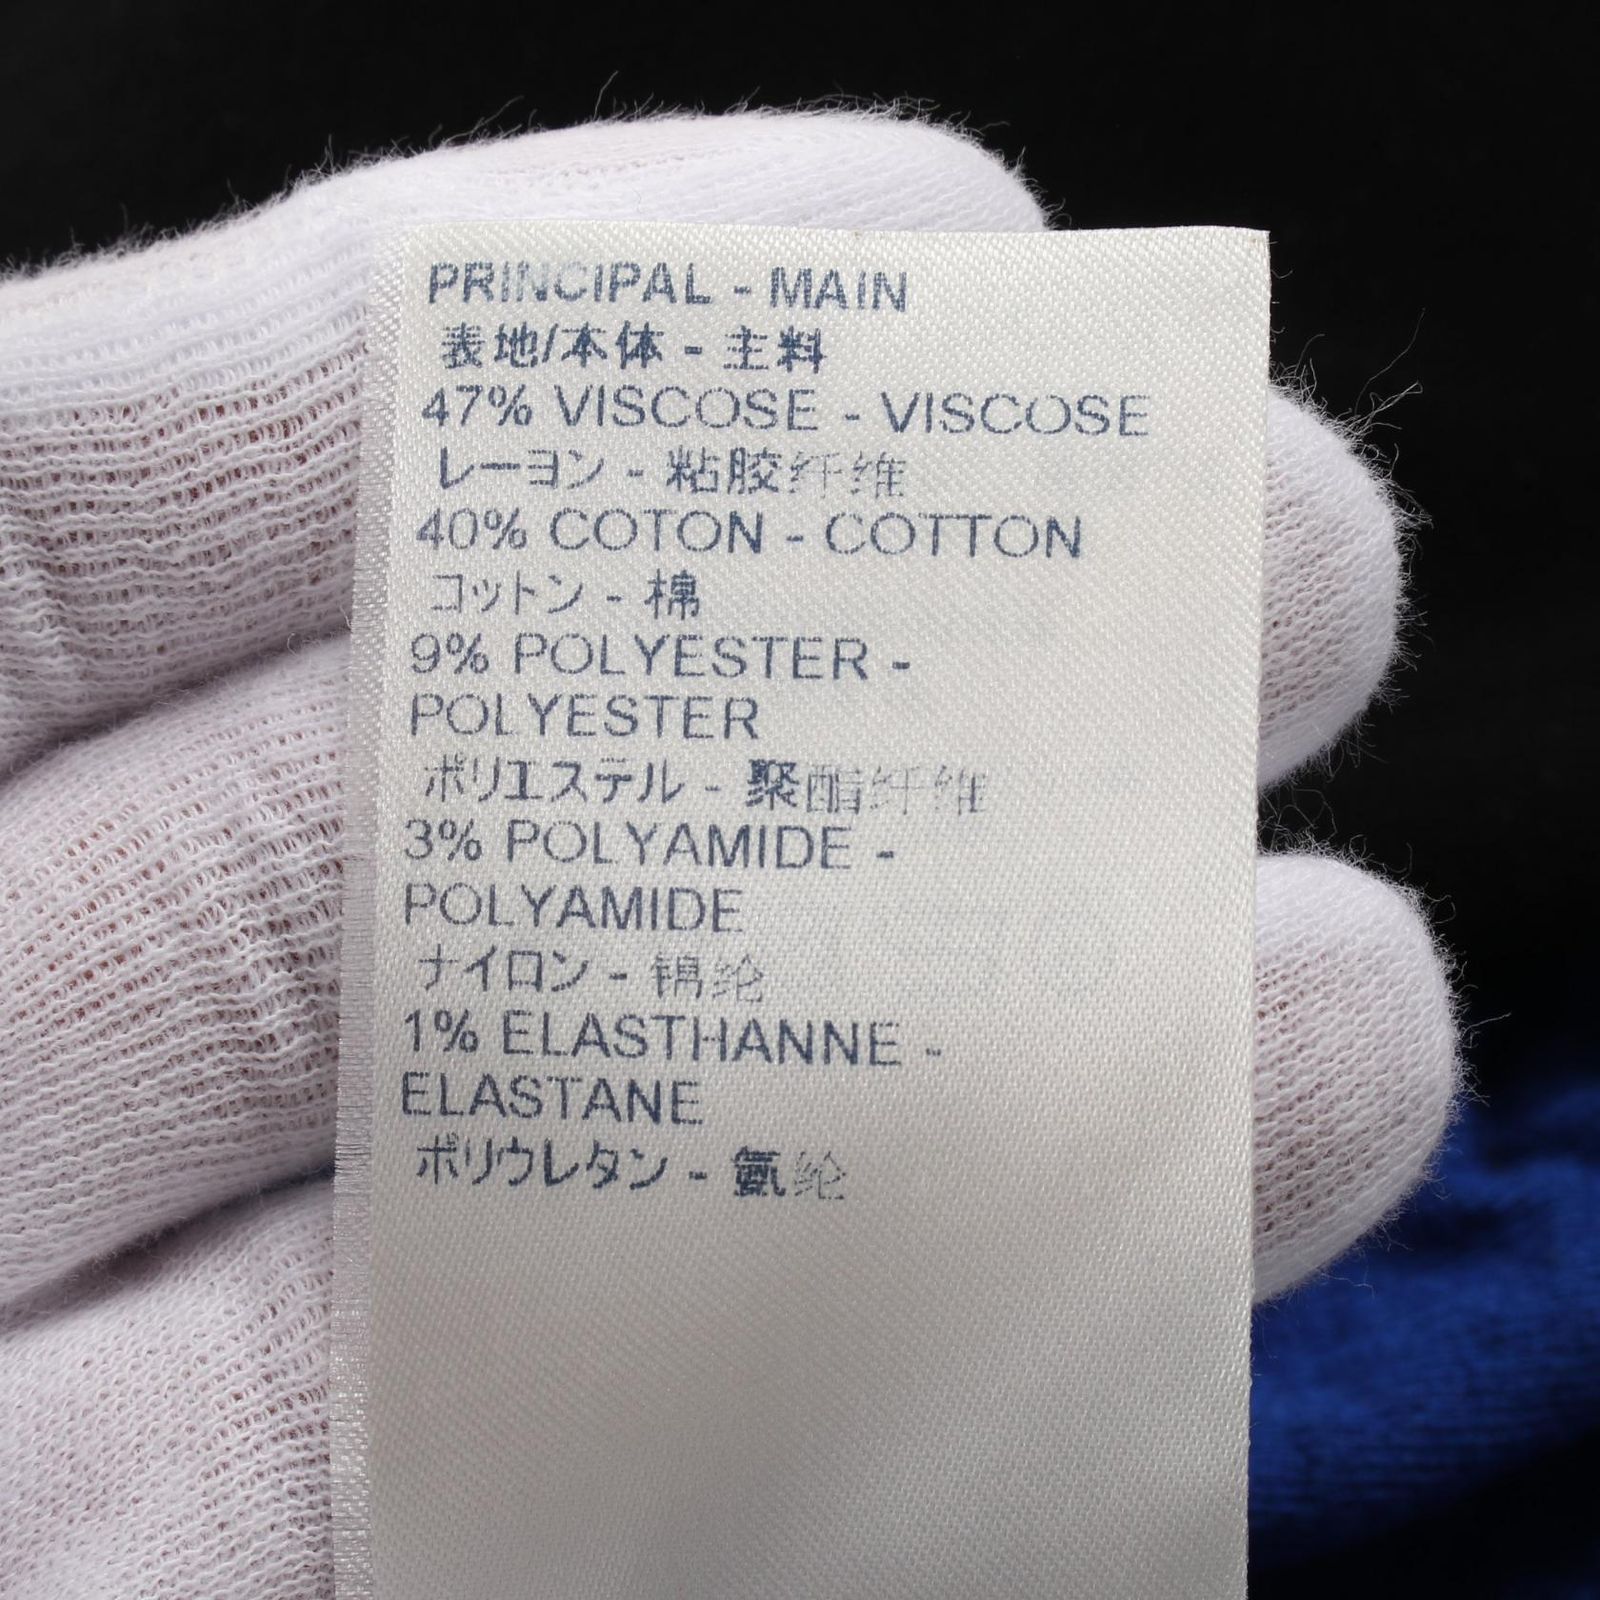 PRINCIPAL - MAIN
表地/本体 - 主料
47% VISCOSE - VISCOSE
レーヨン - 粘胶纤维
40% COTON - COTTON
コットン - 棉
9% POLYESTER -
POLYESTER
ポリエステル - 聚酯纤维
3% POLYAMIDE -
POLYAMIDE
ナイロン - 锦纶
1% ELASTHANNE -
ELASTANE
ポリウレタン - 氨纶